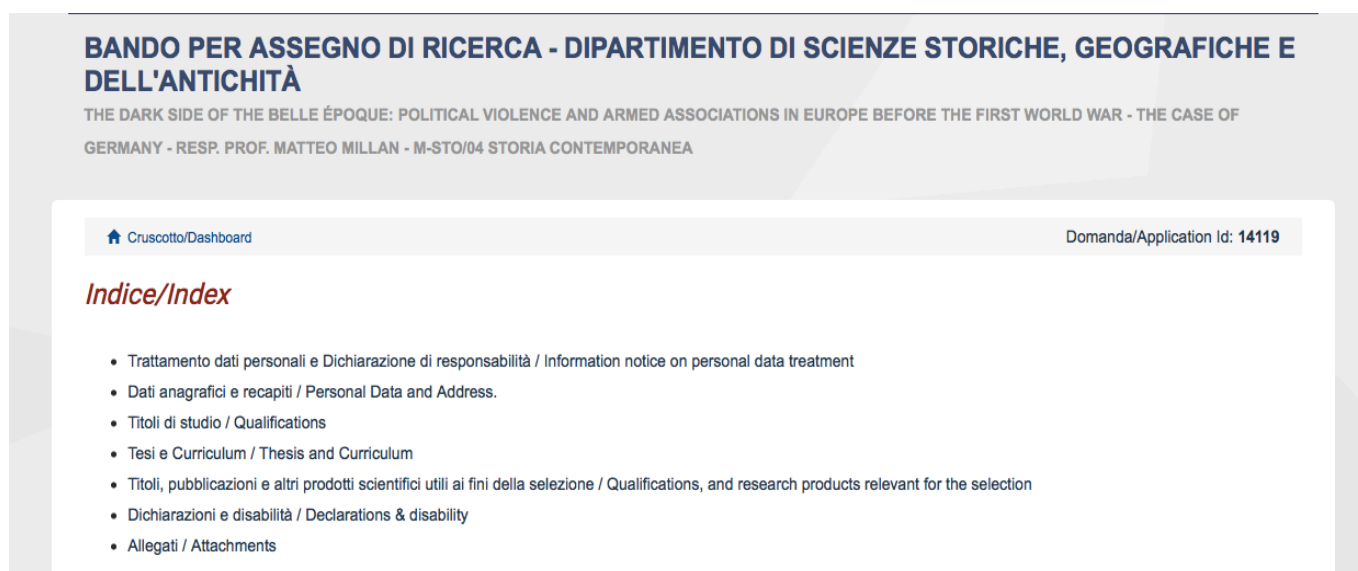 BANDO PER ASSEGNO DI RICERCA - DIPARTIMENTO DI SCIENZE STORICHE, GEOGRAFICHE E
DELL'ANTICHITÀ
THE DARK SIDE OF THE BELLE ÉPOQUE: POLITICAL VIOLENCE AND ARMED ASSOCIATIONS IN EUROPE BEFORE THE FIRST WORLD WAR - THE CASE OF
GERMANY - RESP. PROF. MATTEO MILLAN - M-STO/04 STORIA CONTEMPORANEA
Cruscotto/Dashboard Domanda/Application Id: 14119
Indice/Index
• Trattamento dati personali e Dichiarazione di responsabilità / Information notice on personal data treatment
• Dati anagrafici e recapiti / Personal Data and Address.
• Titoli di studio / Qualifications
• Tesi e Curriculum / Thesis and Curriculum
• Titoli, pubblicazioni e altri prodotti scientifici utili ai fini della selezione / Qualifications, and research products relevant for the selection
• Dichiarazioni e disabilità / Declarations & disability
• Allegati / Attachments